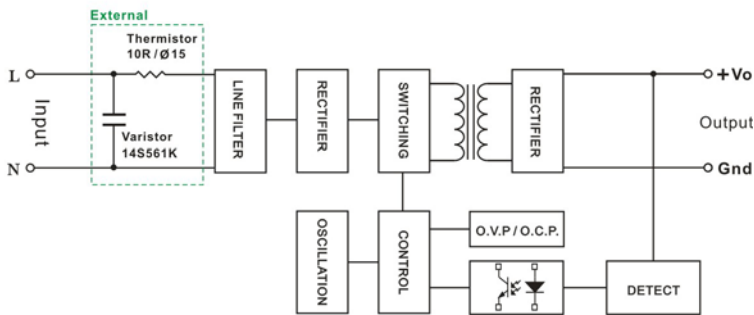 External
Thermistor
10R / Ø15
L
Input
N
Varistor
14S561K
LINE FILTER
RECTIFIER
SWITCHING
RECTIFIER
+Vo
Output
Gnd
OSCILLATION
CONTROL
O.V.P / O.C.P.
DETECT